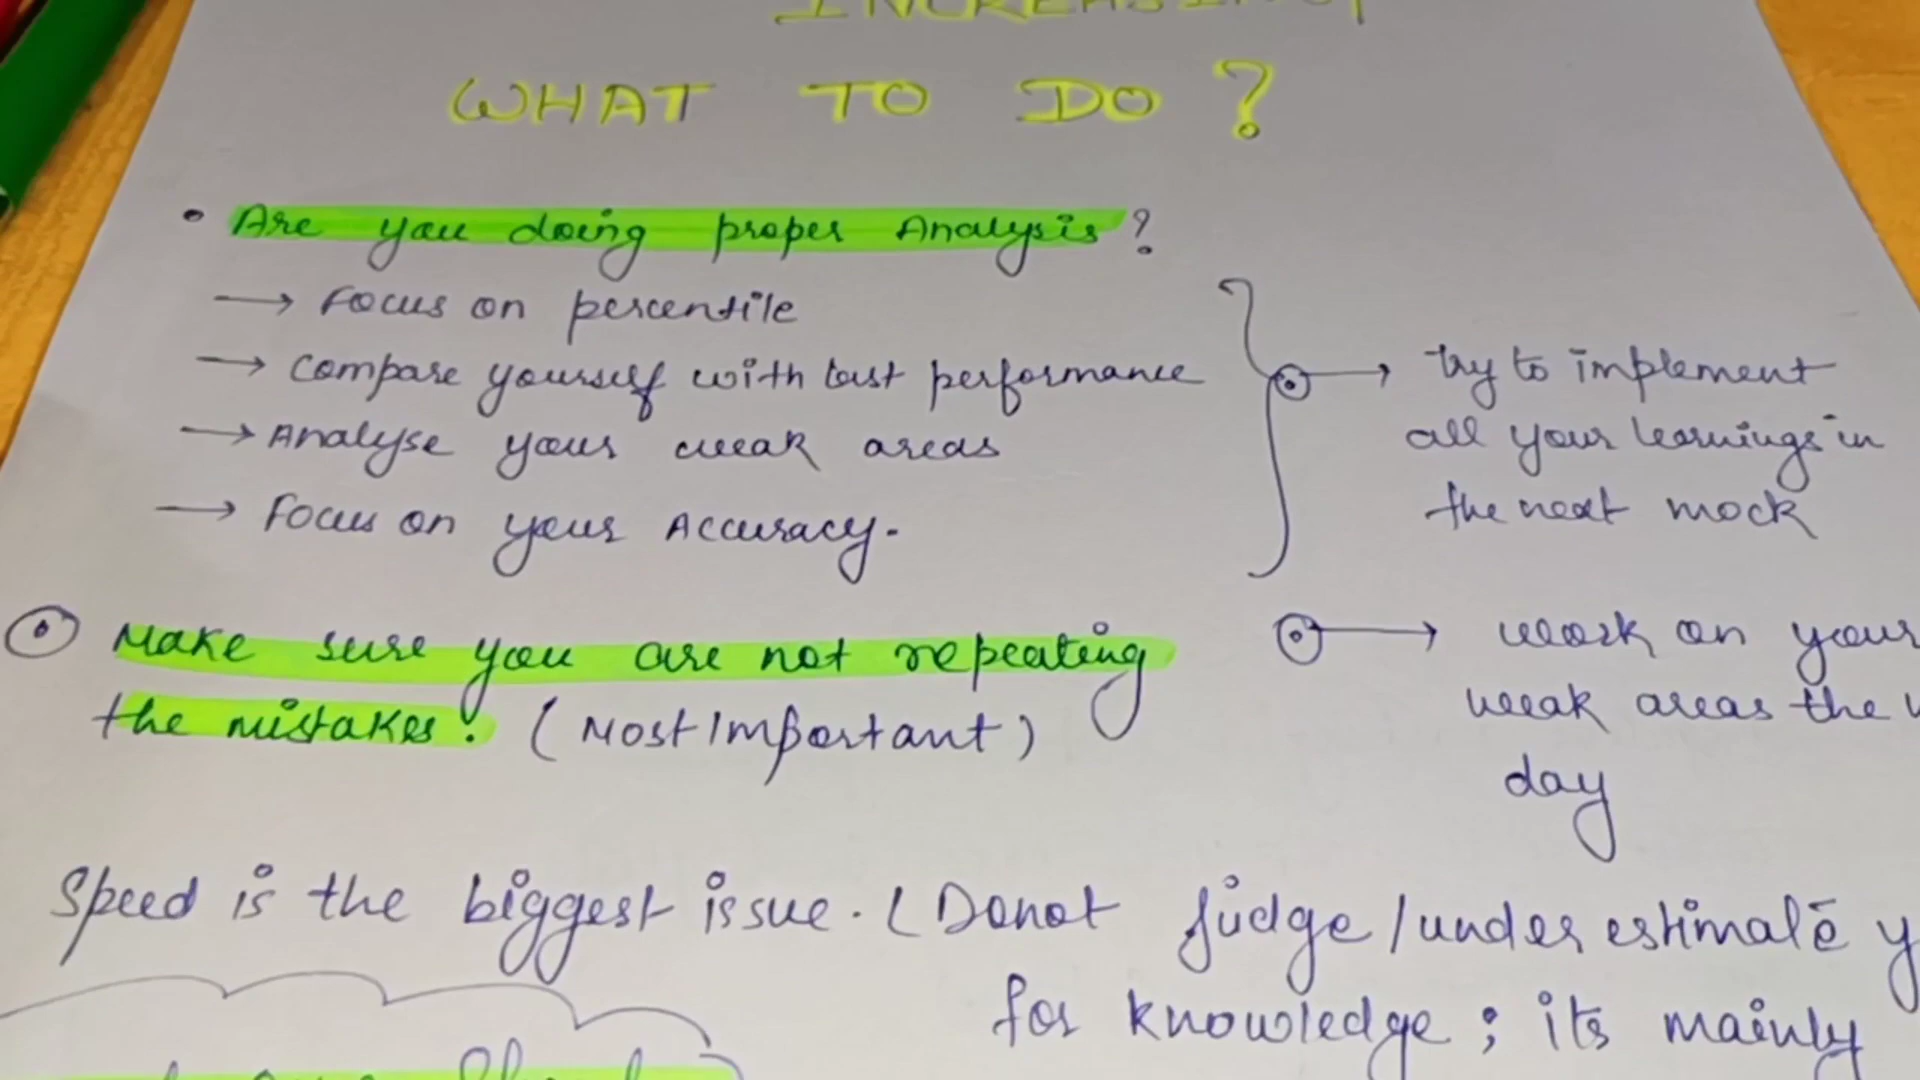 INCREASING
WHAT TO DO ?
• Are you doing proper Analysis ?
→ Focus on percentile
→ Compare yourself with last performance
→ Analyse your weak areas
→ Focus on your Accuracy.
→ try to implement
all your learnings in
the next mock
Make sure you are not repeating
the mistakes. (Most Important)
→ Work on your
weak areas the
day
Speed is the biggest issue. (Donot judge/underestimate
for knowledge ; its mainly